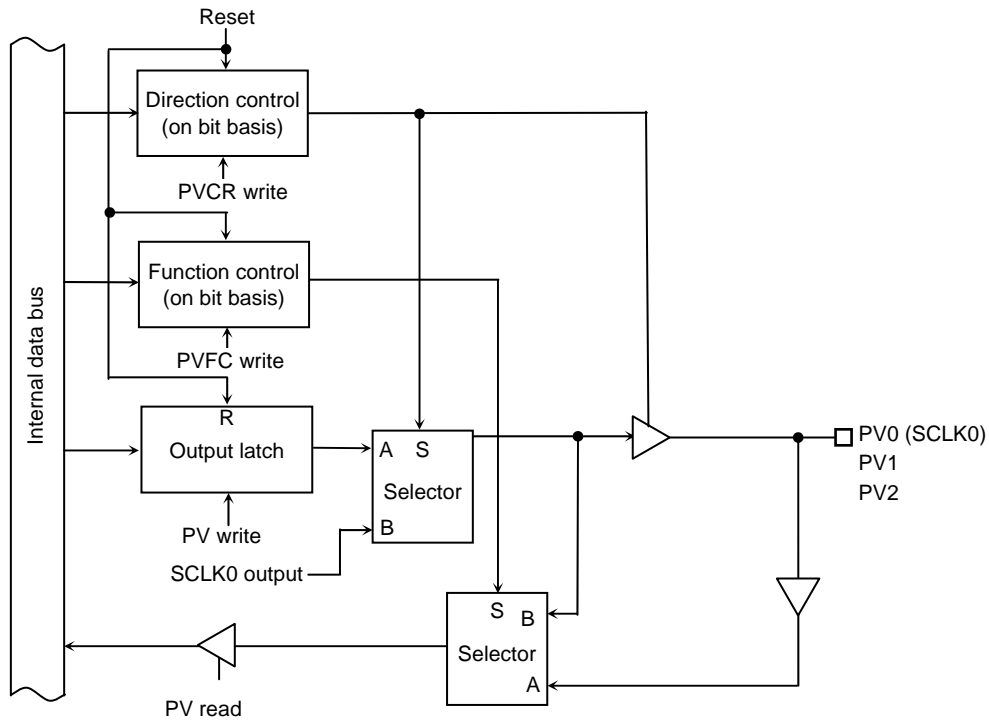 Reset
Direction control
(on bit basis)
PVCR write
Function control
(on bit basis)
PVFC write
Internal data bus
R
Output latch
PV write
SCLK0 output
A S
Selector
B
PV0 (SCLK0)
PV1
PV2
S B
Selector
A
PV read